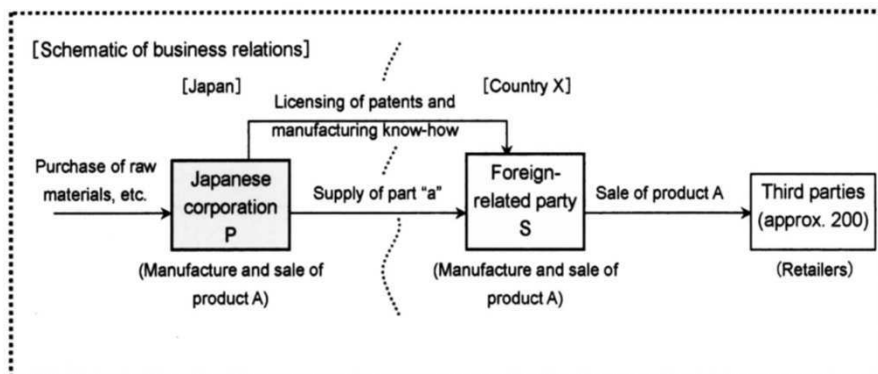 [Schematic of business relations]
[Japan]
[Country X]
Licensing of patents and
manufacturing know-how
Purchase of raw
materials, etc.
Japanese
corporation
P
Supply of part "a"
Foreign-
related party
S
Sale of product A
Third parties
(approx. 200)
(Manufacture and sale of
product A)
(Manufacture and sale of
product A)
(Retailers)